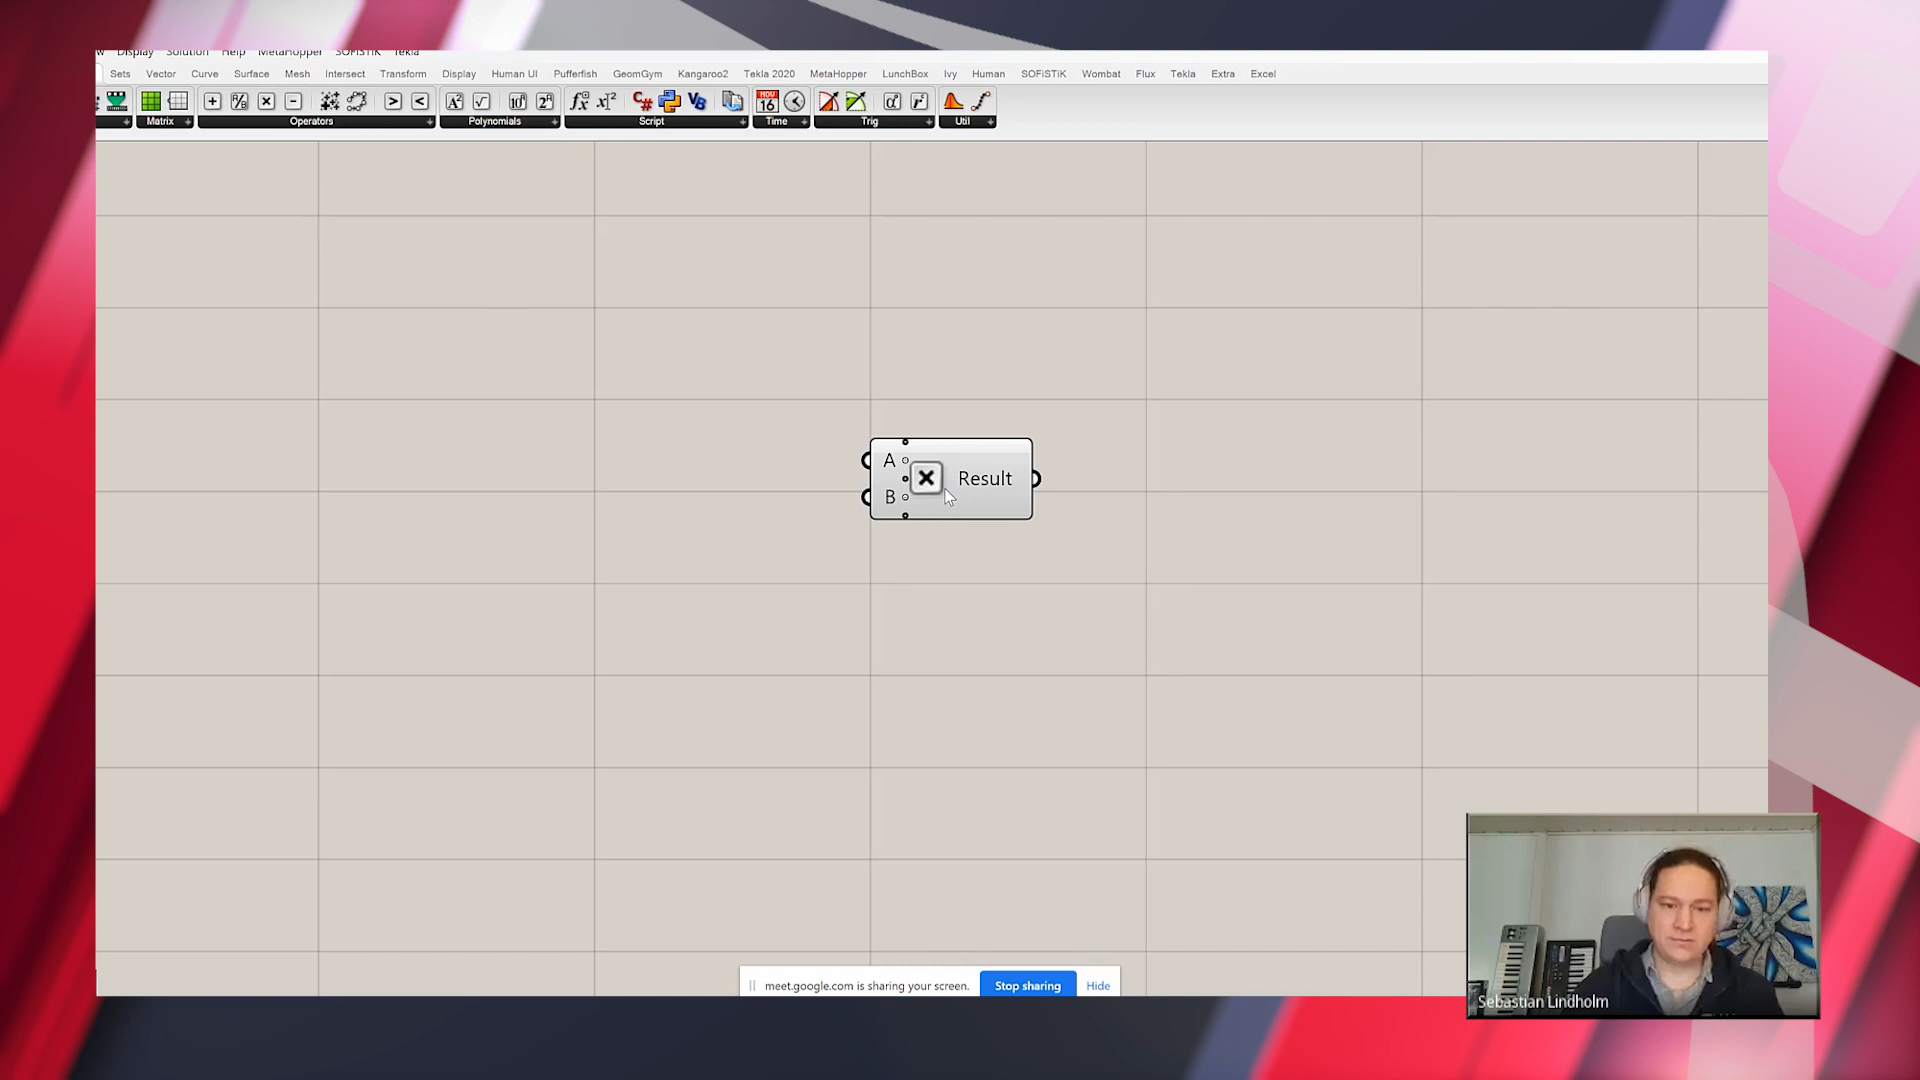 w Display Solution Help MetaHopper SOFiSTiK Tekla
Sets Vector Curve Surface Mesh Intersect Transform Display Human UI Pufferfish GeomGym Kangaroo2 Tekla 2020 MetaHopper LunchBox Ivy Human SOFiSTiK Wombat Flux Tekla Extra Excel
Matrix Operators Polynomials Script Time Trig Util
A
B
Result
meet.google.com is sharing your screen. Stop sharing Hide
Sebastian Lindholm